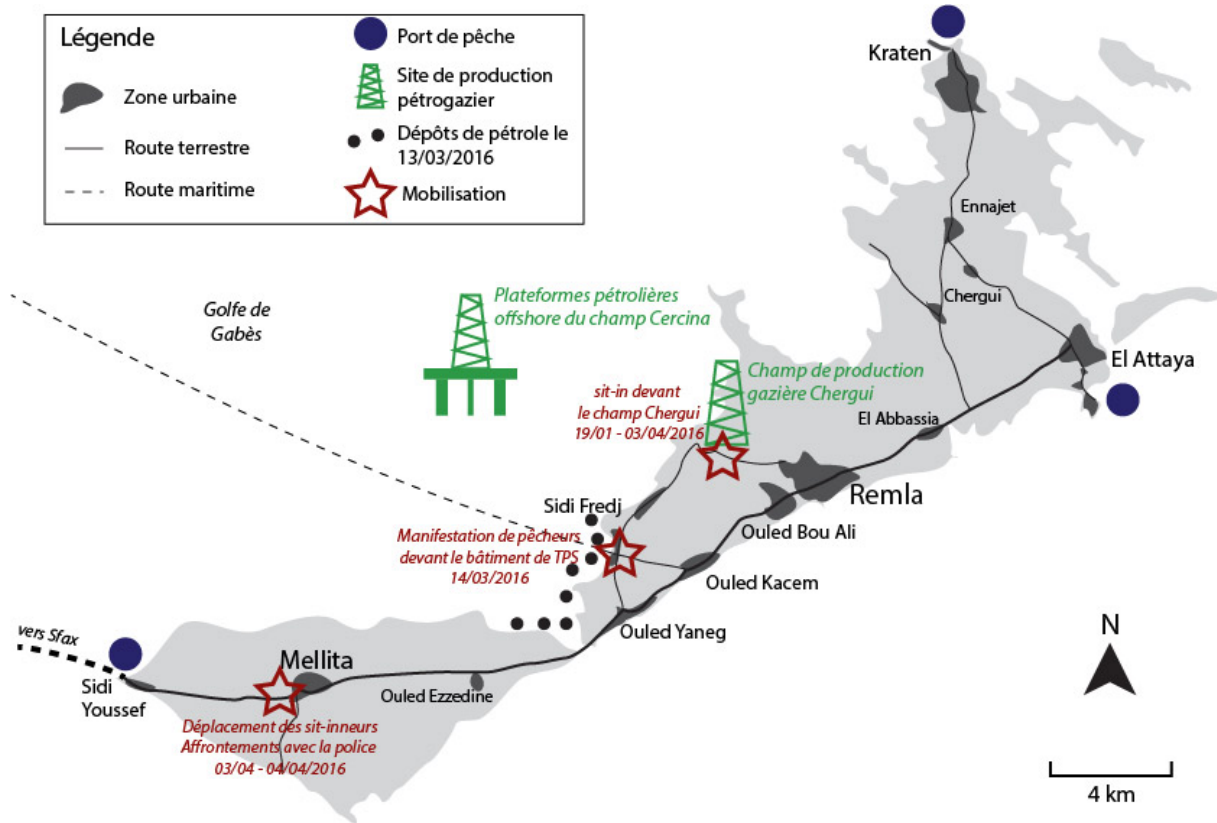 Légende
Zone urbaine
Route terrestre
Route maritime
Port de pêche
Site de production
pétrogazier
Dépôts de pétrole le
13/03/2016
Mobilisation
Kraten
Ennajet
Chergui
El Attaya
Golfe de
Gabès
Plateformes pétrolières
offshore du champ Cercina
Champ de production
gazière Chergui
sit-in devant
le champ Chergui
19/01 - 03/04/2016
El Abbassia
Remla
Sidi Fredj
Ouled Bou Ali
Manifestation de pêcheurs
devant le bâtiment de TPS
14/03/2016
Ouled Kacem
Ouled Yaneg
vers Sfax
Mellita
Sidi
Youssef
Ouled Ezzedine
Déplacement des sit-inneurs
Affrontements avec la police
03/04 - 04/04/2016
N
4 km